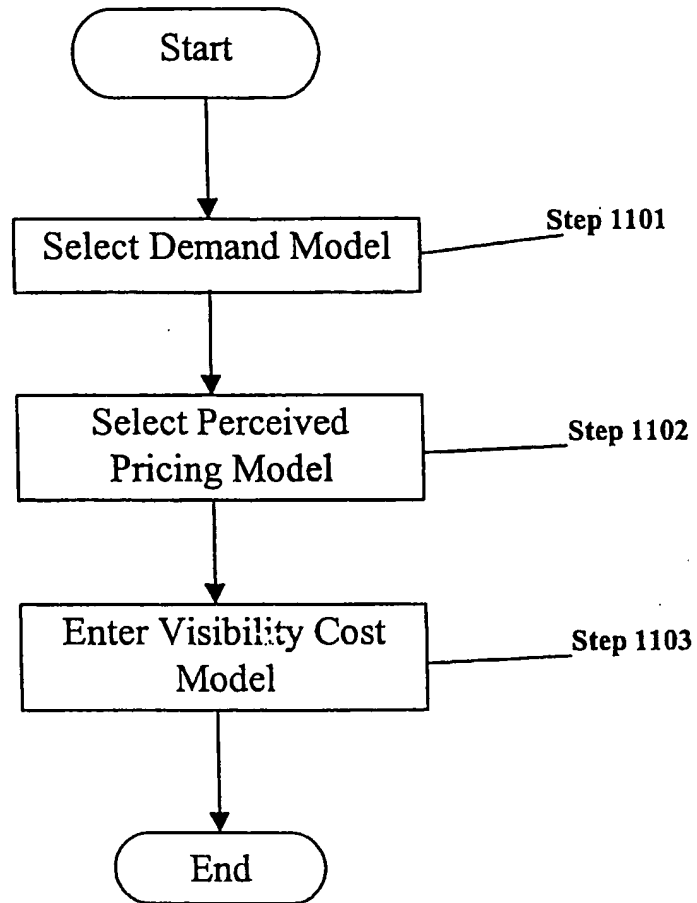 Start
Step 1101
Select Demand Model
Select Perceived
Pricing Model
Step 1102
Enter Visibility Cost
Model
Step 1103
End